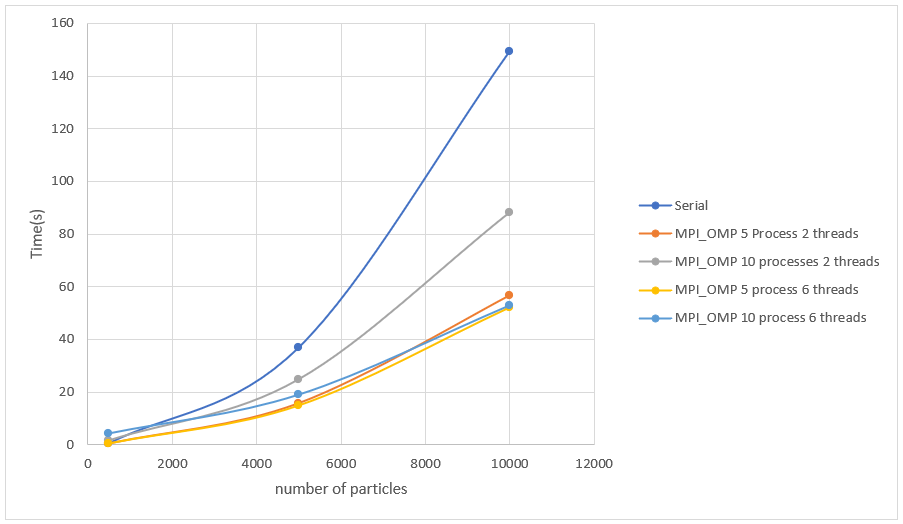 160
140
120
100
80
60
40
20
0
Time(s)
0 2000 4000 6000 8000 10000 12000
number of particles
Serial
MPI_OMP 5 Process 2 threads
MPI_OMP 10 processes 2 threads
MPI_OMP 5 process 6 threads
MPI_OMP 10 process 6 threads